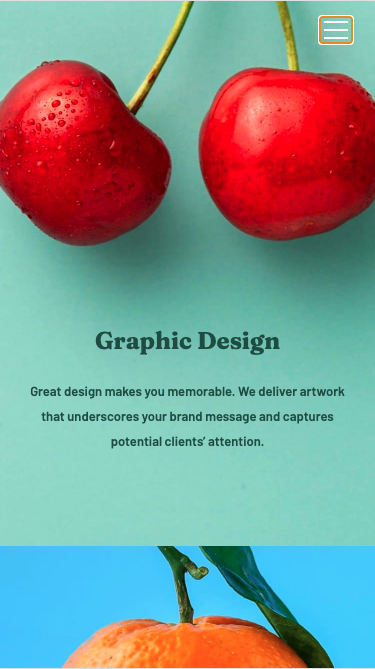 Graphic Design
Great design makes you memorable. We deliver artwork
that underscores your brand message and captures
potential clients’ attention.